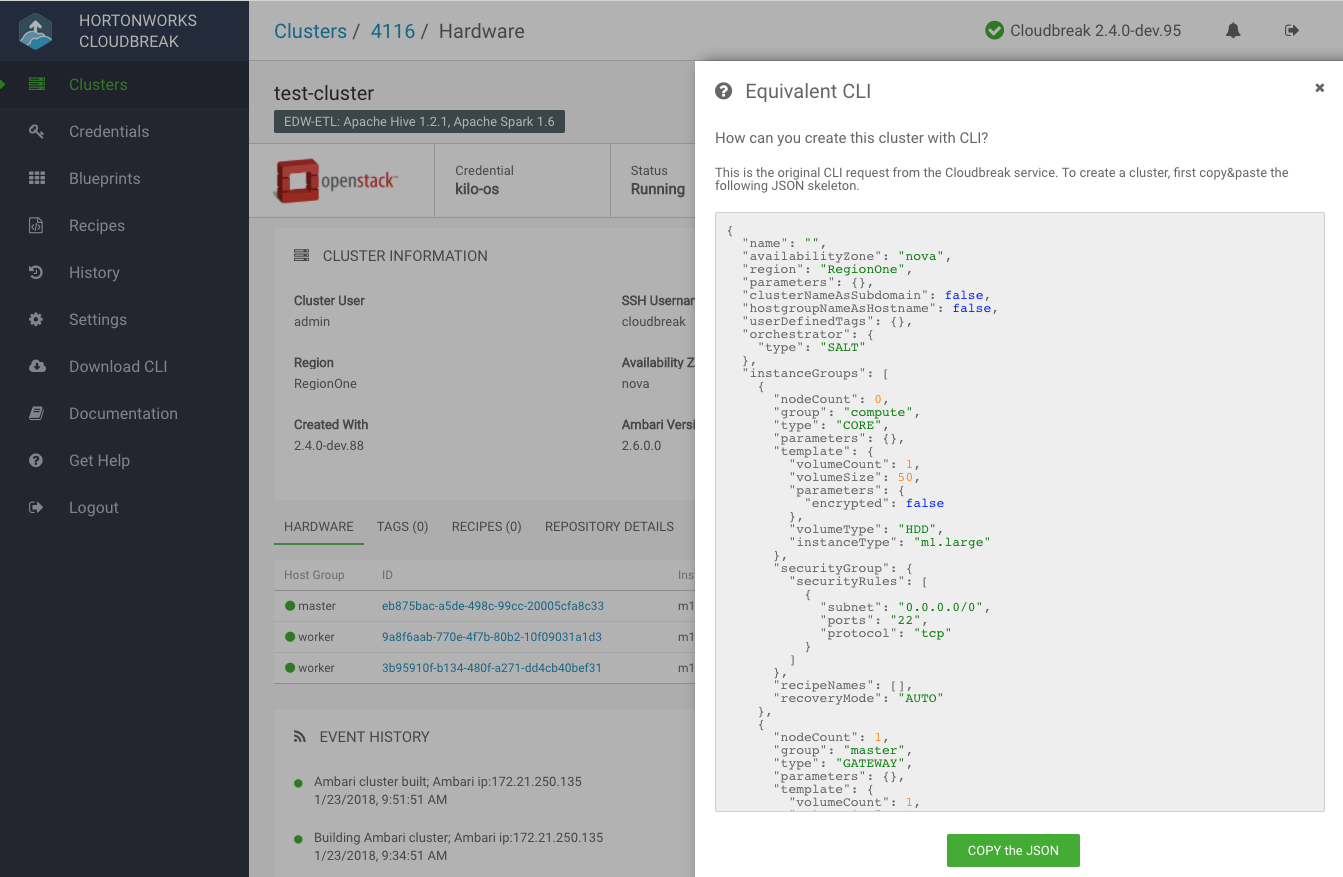 HORTONWORKS
CLOUDBREAK
Clusters
Credentials
Blueprints
Recipes
History
Settings
Download CLI
Documentation
Get Help
Logout
Clusters / 4116 / Hardware
Cloudbreak 2.4.0-dev.95
test-cluster
EDW-ETL: Apache Hive 1.2.1, Apache Spark 1.6
openstack
Credential
kilo-os
Status
Running
CLUSTER INFORMATION
Cluster User
admin
SSH Usernar
cloudbreak
Region
RegionOne
Availability Z
nova
Created With
2.4.0-dev.88
Ambari Versi
2.6.0.0
HARDWARE TAGS (0) RECIPES (0) REPOSITORY DETAILS
Host Group ID Ins
master eb875bac-a5de-498c-99cc-20005cfa8c33 m1
worker 9a8f6aab-770e-4f7b-80b2-10f09031a1d3 m1
worker 3b95910f-b134-480f-a271-dd4cb40bef31 m1
EVENT HISTORY
Ambari cluster built; Ambari ip:172.21.250.135
1/23/2018, 9:51:51 AM
Building Ambari cluster; Ambari ip:172.21.250.135
1/23/2018, 9:34:51 AM
Equivalent CLI
How can you create this cluster with CLI?
This is the original CLI request from the Cloudbreak service. To create a cluster, first copy&paste the
following JSON skeleton.
{
"name": "",
"availabilityZone": "nova",
"region": "RegionOne",
"parameters": {},
"clusterNameAsSubdomain": false,
"hostgroupNameAsHostname": false,
"userDefinedTags": {},
"orchestrator": {
"type": "SALT"
},
"instanceGroups": [
{
"nodeCount": 0,
"group": "compute",
"type": "CORE",
"parameters": {},
"template": {
"volumeCount": 1,
"volumeSize": 50,
"parameters": {
"encrypted": false
},
"volumeType": "HDD",
"instanceType": "m1.large"
},
"securityGroup": {
"securityRules": [
{
"subnet": "0.0.0.0/0",
"ports": "22",
"protocol": "tcp"
}
]
},
"recipeNames": [],
"recoveryMode": "AUTO"
},
{
"nodeCount": 1,
"group": "master",
"type": "GATEWAY",
"parameters": {},
"template": {
"volumeCount": 1,
COPY the JSON